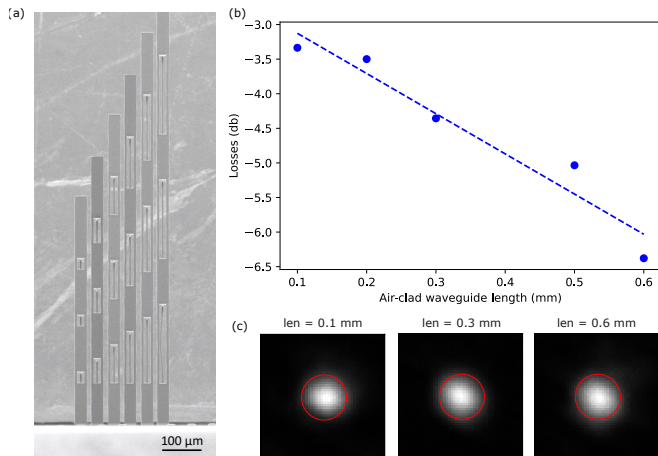 (a)
100 µm
(b)
−3.0
−3.5
−4.0
−4.5
−5.0
−5.5
−6.0
−6.5
Losses (db)
0.1 0.2 0.3 0.4 0.5 0.6
Air-clad waveguide length (mm)
(c)
len = 0.1 mm len = 0.3 mm len = 0.6 mm